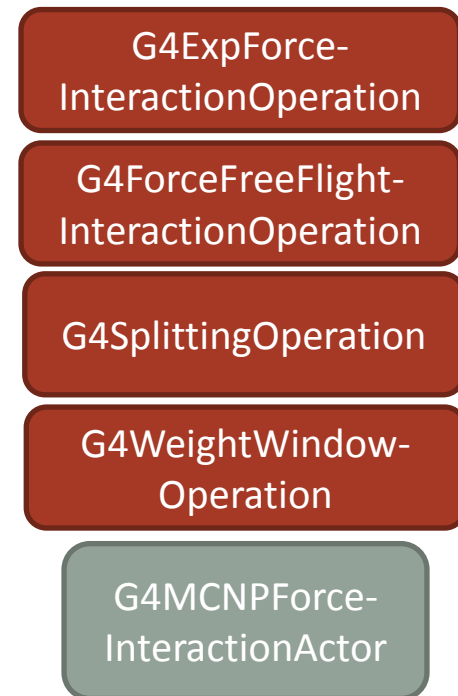 G4ExpForce-
InteractionOperation
G4ForceFreeFlight-
InteractionOperation
G4SplittingOperation
G4WeightWindow-
Operation
G4MCNPForce-
InteractionActor